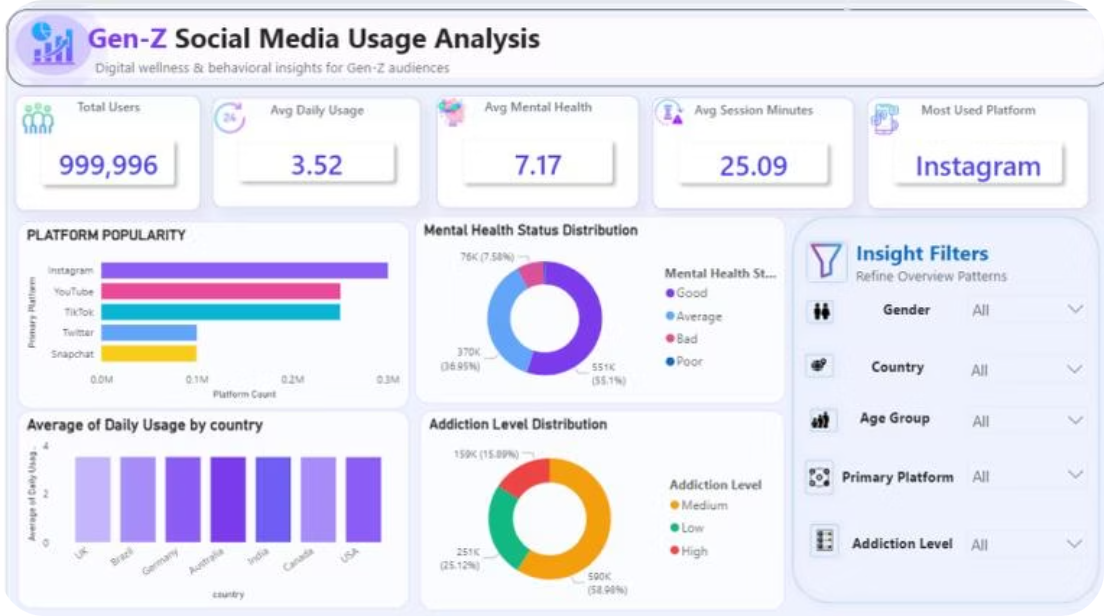 Gen-Z Social Media Usage Analysis
Digital wellness & behavioral insights for Gen-Z audiences
Total Users
999,996
24
Avg Daily Usage
3.52
Avg Mental Health
7.17
Avg Session Minutes
25.09
Most Used Platform
Instagram
PLATFORM POPULARITY
Primary Platform
Instagram
YouTube
TikTok
Twitter
Snapchat
0.0M 0.1M 0.2M 0.3M
Platform Count
Mental Health Status Distribution
76K (7.58%)
370K
(36.95%)
551K
(55.1%)
Mental Health St...
Good
Average
Bad
Poor
Average of Daily Usage by country
Average of Daily Usag...
4
2
0
UK Brazil Germany Australia India Canada USA
country
Addiction Level Distribution
159K (15.89%)
251K
(25.12%)
590K
(58.98%)
Addiction Level
Medium
Low
High
Insight Filters
Refine Overview Patterns
Gender All
Country All
Age Group All
Primary Platform All
Addiction Level All